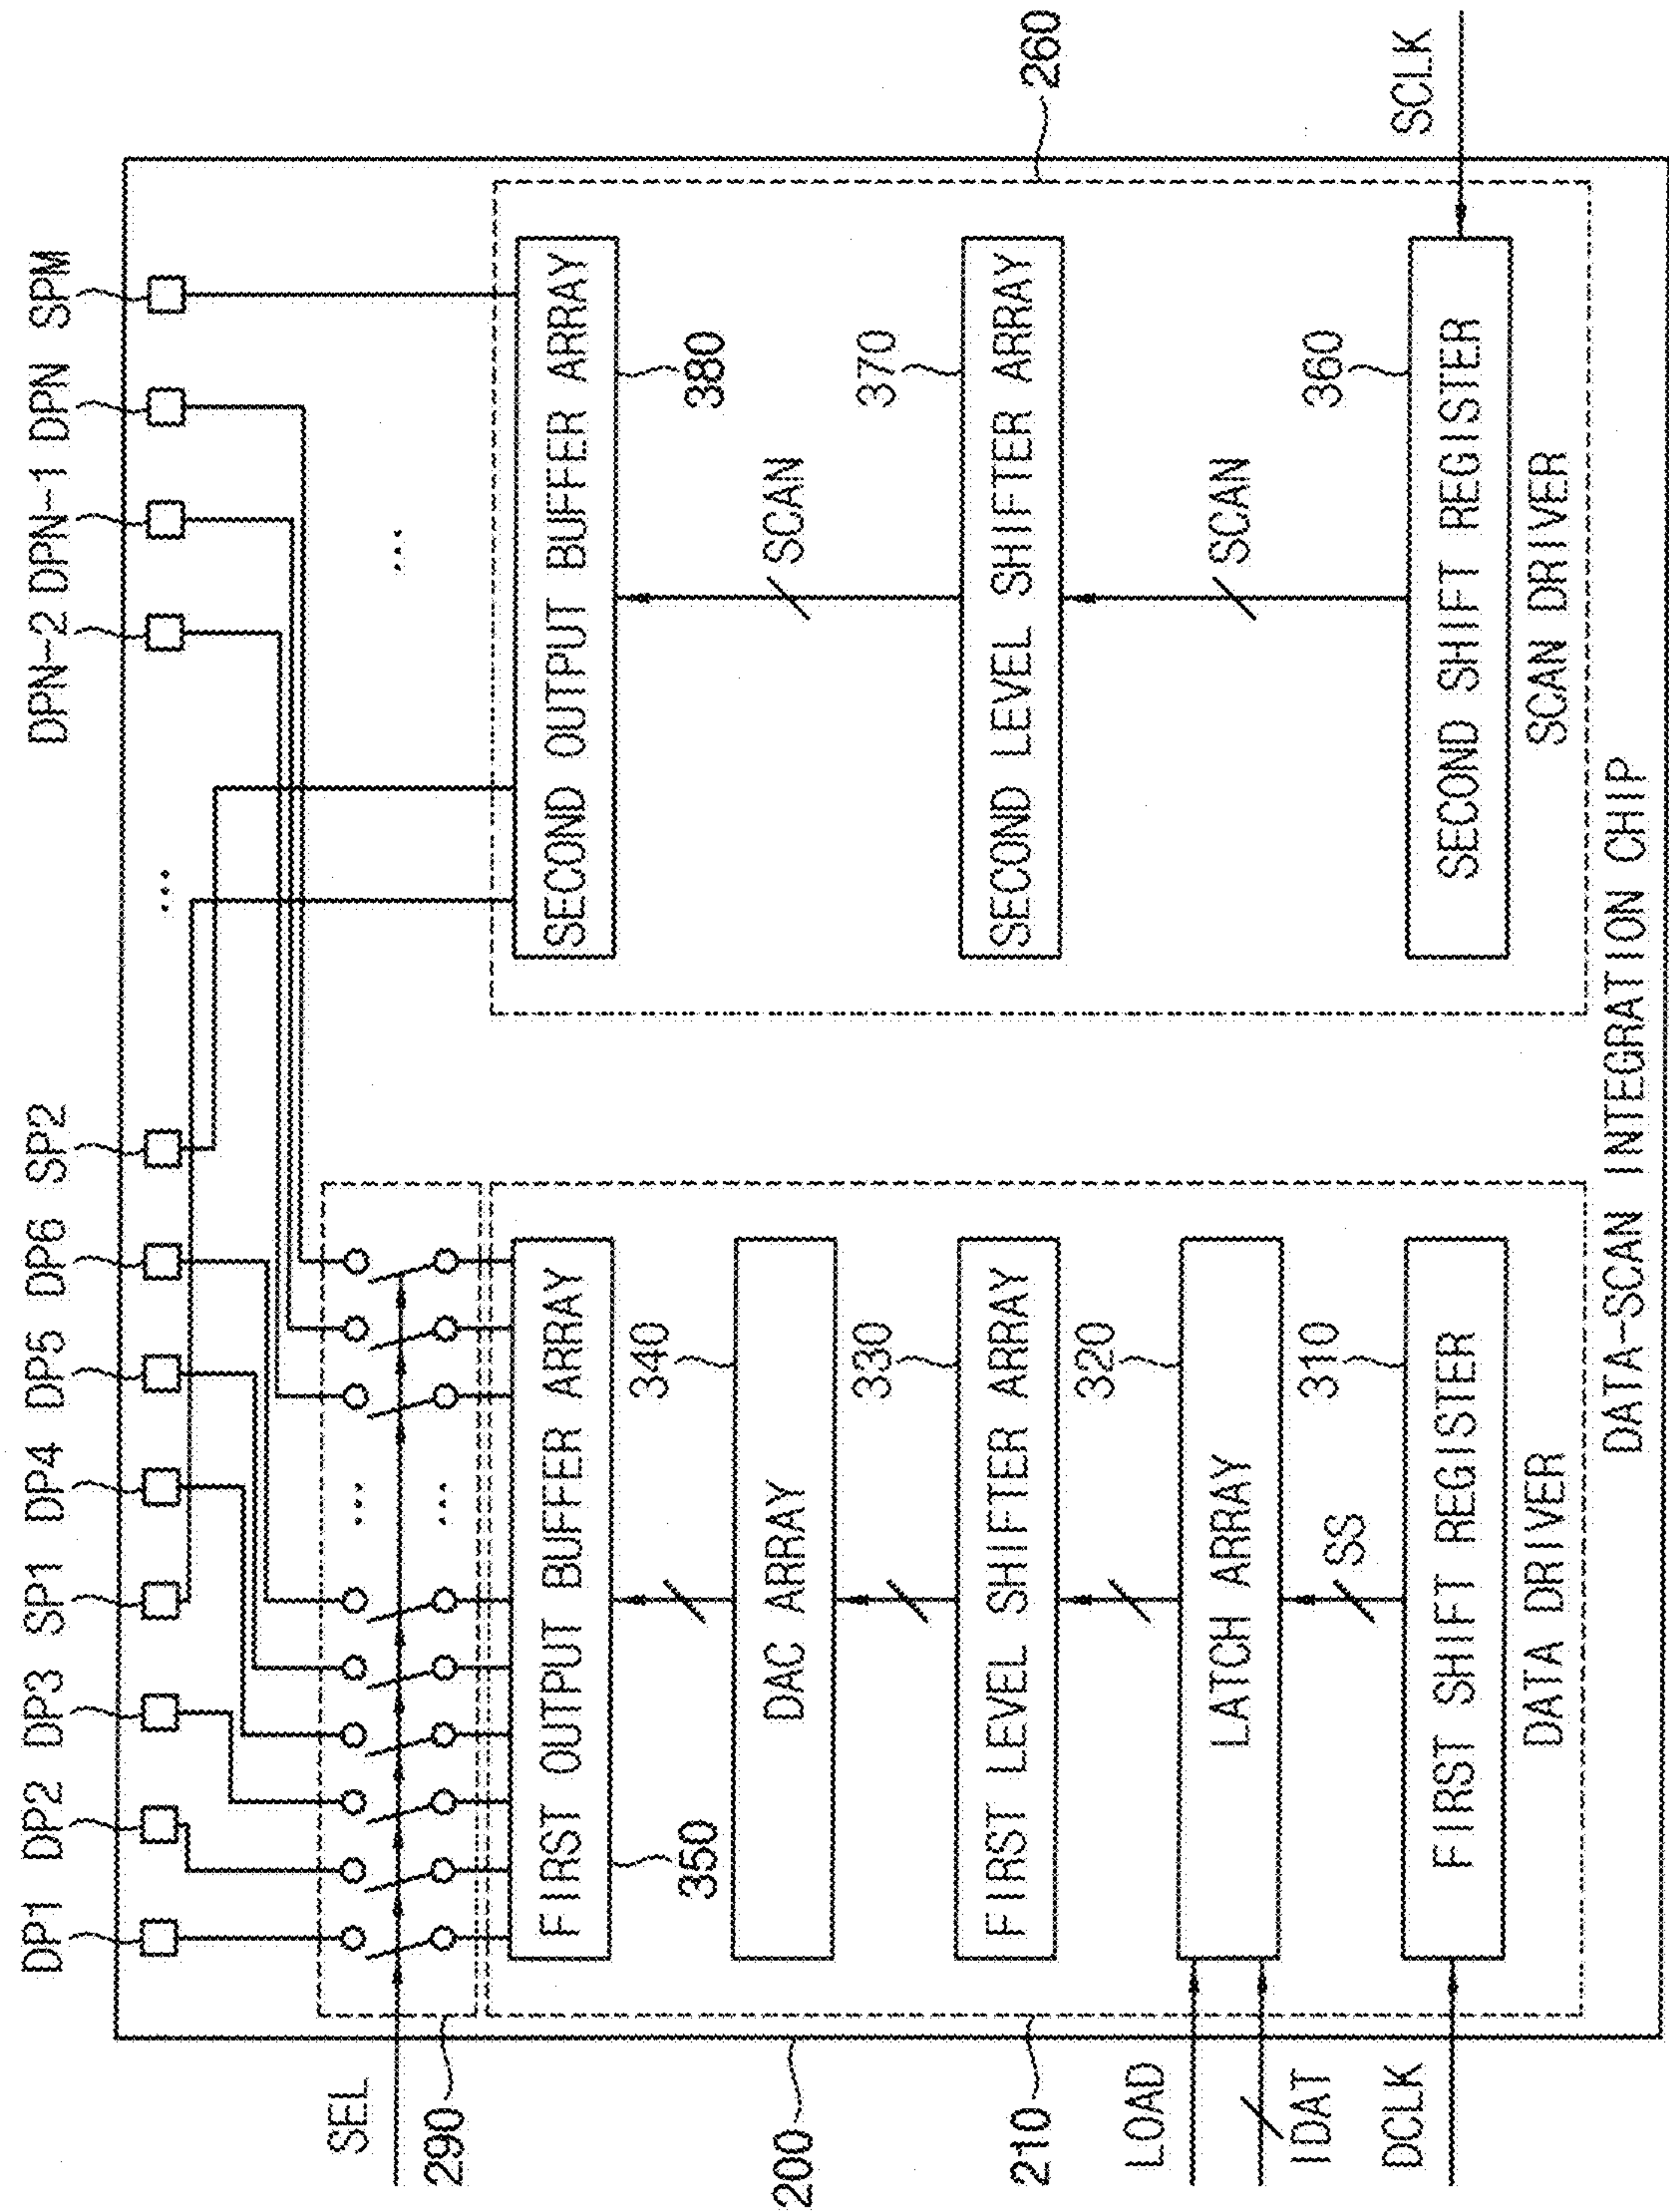 DP1 DP2 DP3 SP1 DP4 DP5 DP6 SP2 DPN-2 DPN-1 DPN SPM
...
SEL
290
... ...
...
200
FIRST OUTPUT BUFFER ARRAY
SECOND OUTPUT BUFFER ARRAY
260
350
340
380
SCAN
DAC ARRAY
210
330
370
FIRST LEVEL SHIFTER ARRAY
SECOND LEVEL SHIFTER ARRAY
LOAD
320
LATCH ARRAY
SCAN
IDAT
SS
310
360
DCLK
FIRST SHIFT REGISTER
SECOND SHIFT REGISTER
SCLK
DATA DRIVER
SCAN DRIVER
DATA-SCAN INTEGRATION CHIP